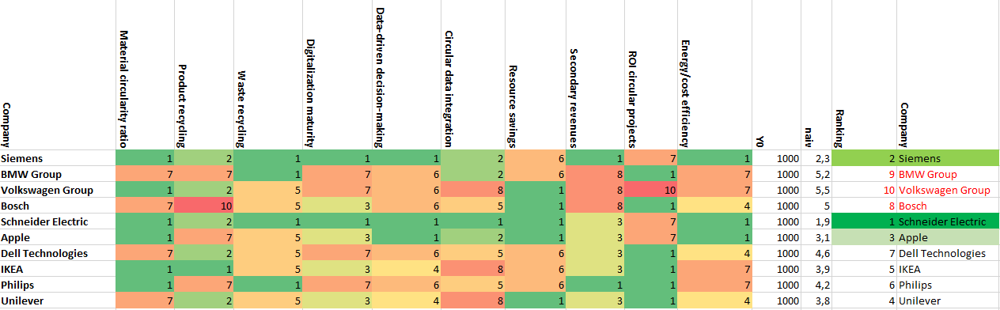 Company Material circularity ratio Product recycling Waste recycling Digitalization maturity Data-driven decision-making Circular data integration Resource savings Secondary revenues ROI circular projects Energy/cost efficiency Y0 naiv Ranking Company
Siemens 1 2 1 1 1 2 6 1 7 1 1000 2,3 2 Siemens
BMW Group 7 7 1 7 6 2 6 8 1 7 1000 5,2 9 BMW Group
Volkswagen Group 1 2 5 7 6 8 1 8 10 7 1000 5,5 10 Volkswagen Group
Bosch 7 10 5 3 6 5 1 8 1 4 1000 5 8 Bosch
Schneider Electric 1 2 1 1 1 1 1 3 7 1 1000 1,9 1 Schneider Electric
Apple 1 7 5 3 1 2 1 3 7 1 1000 3,1 3 Apple
Dell Technologies 7 2 5 7 6 5 6 3 1 4 1000 4,6 7 Dell Technologies
IKEA 1 1 5 3 4 8 6 3 1 7 1000 3,9 5 IKEA
Philips 1 7 1 7 6 5 6 1 1 7 1000 4,2 6 Philips
Unilever 7 2 5 3 4 8 1 3 1 4 1000 3,8 4 Unilever